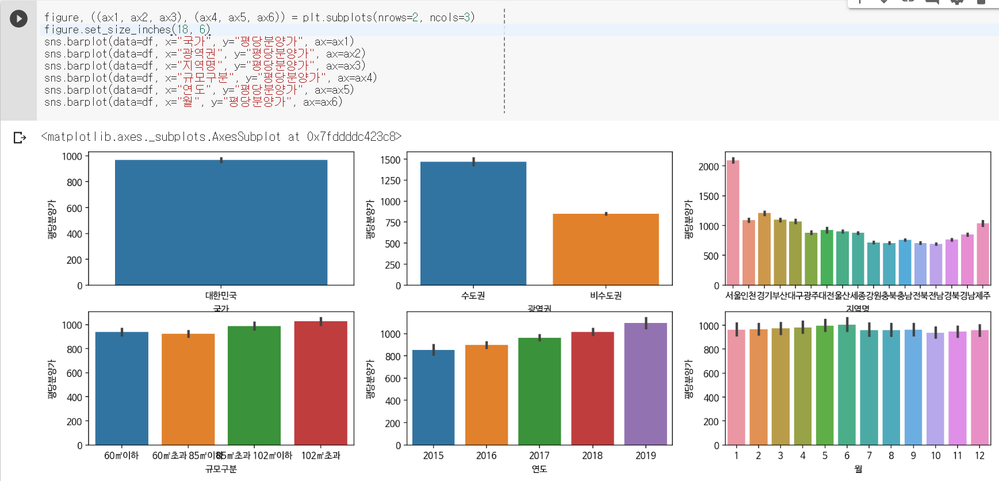 figure, ((ax1, ax2, ax3), (ax4, ax5, ax6)) = plt.subplots(nrows=2, ncols=3)
figure.set_size_inches(18, 6)
sns.barplot(data=df, x="국가", y="평당분양가", ax=ax1)
sns.barplot(data=df, x="광역권", y="평당분양가", ax=ax2)
sns.barplot(data=df, x="지역명", y="평당분양가", ax=ax3)
sns.barplot(data=df, x="규모구분", y="평당분양가", ax=ax4)
sns.barplot(data=df, x="연도", y="평당분양가", ax=ax5)
sns.barplot(data=df, x="월", y="평당분양가", ax=ax6)
<matplotlib.axes._subplots.AxesSubplot at 0x7fddddc423c8>
1000
800
600
400
200
0
평당분양가
대한민국
국가
1500
1250
1000
750
500
250
0
평당분양가
수도권 비수도권
광역권
2000
1500
1000
500
0
평당분양가
서울인천경기부산대구광주대전울산세종강원충북충남전북전남경북경남제주
지역명
1000
800
600
400
200
0
평당분양가
60㎡이하 60㎡초과 85㎡이하 85㎡초과 102㎡이하 102㎡초과
규모구분
1000
800
600
400
200
0
평당분양가
2015 2016 2017 2018 2019
연도
1000
800
600
400
200
0
평당분양가
1 2 3 4 5 6 7 8 9 10 11 12
월